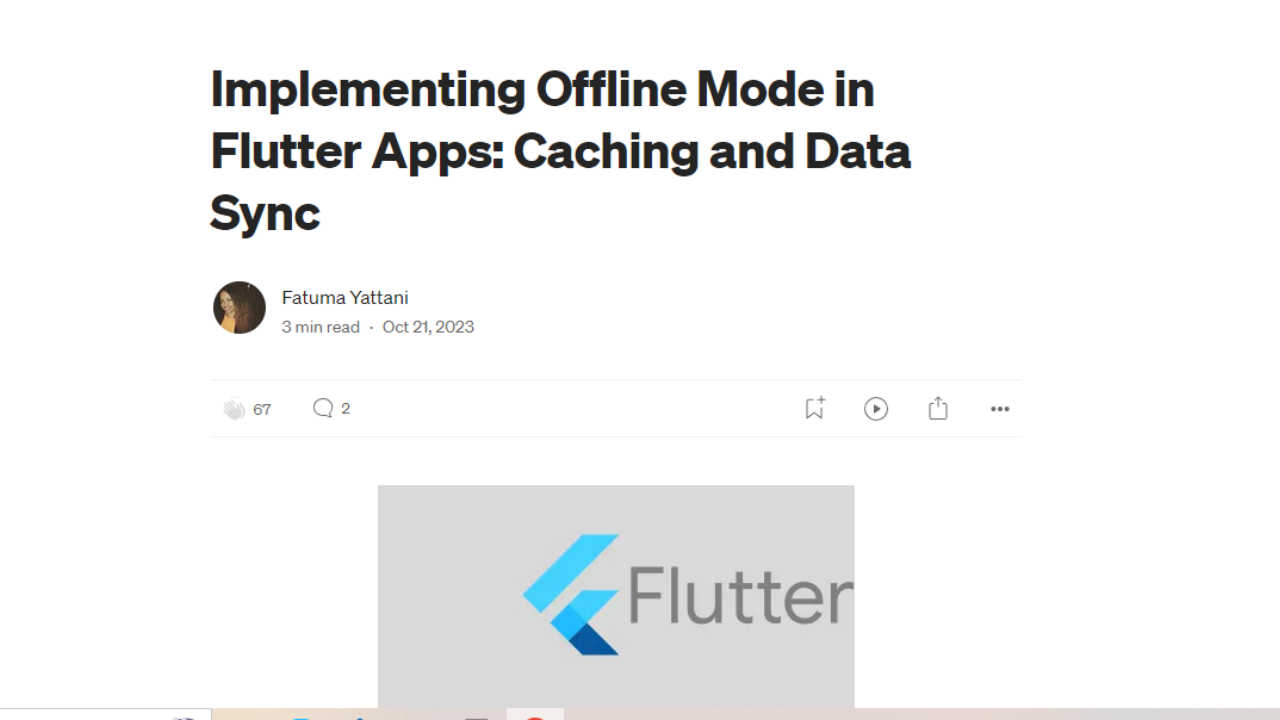 Implementing Offline Mode in
Flutter Apps: Caching and Data
Sync
Fatuma Yattani
3 min read · Oct 21, 2023
67 2
Flutter